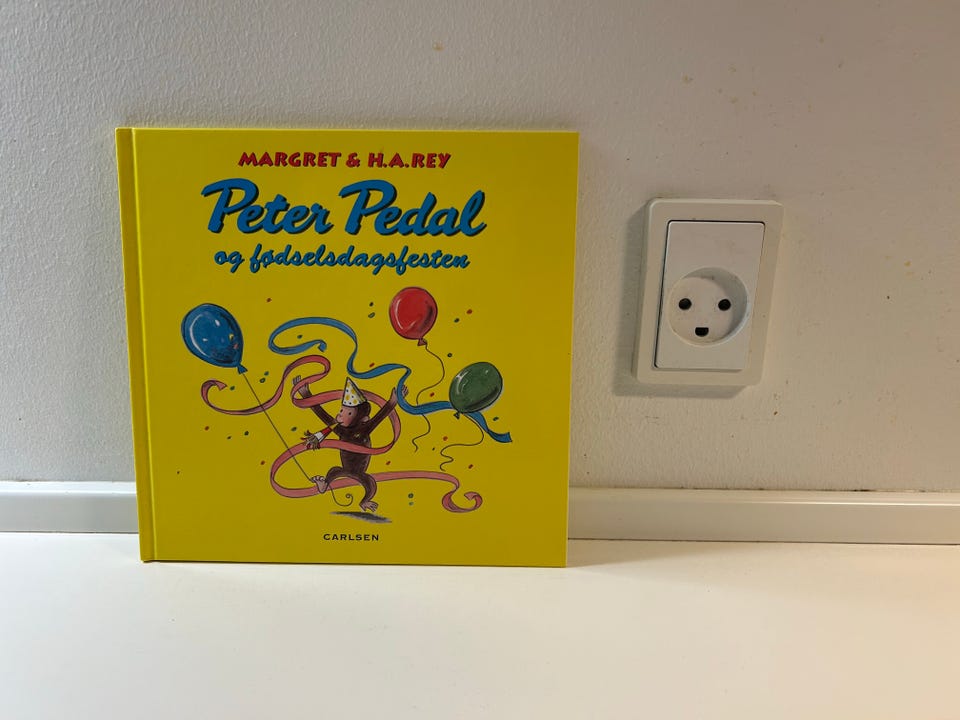 MARGRET & H.A.REY
Peter Pedal
og fødselsdagsfesten
CARLSEN